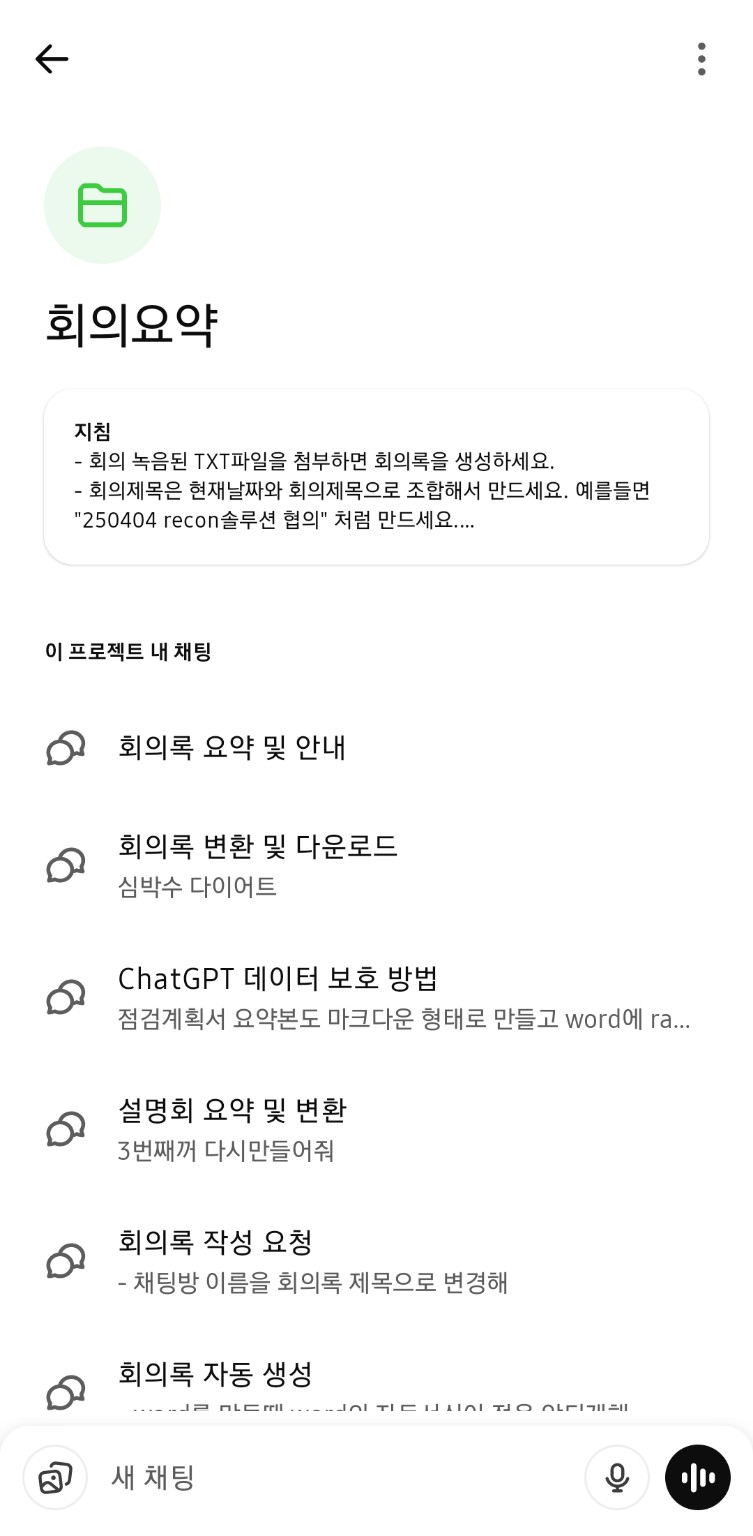 회의요약
지침
- 회의 녹음된 TXT파일을 첨부하면 회의록을 생성하세요.
- 회의제목은 현재날짜와 회의제목으로 조합해서 만드세요. 예를들면
"250404 recon솔루션 협의" 처럼 만드세요....
이 프로젝트 내 채팅
회의록 요약 및 안내
회의록 변환 및 다운로드
심박수 다이어트
ChatGPT 데이터 보호 방법
점검계획서 요약본도 마크다운 형태로 만들고 word에 ra...
설명회 요약 및 변환
3번째꺼 다시만들어줘
회의록 작성 요청
- 채팅방 이름을 회의록 제목으로 변경해
회의록 자동 생성
새 채팅